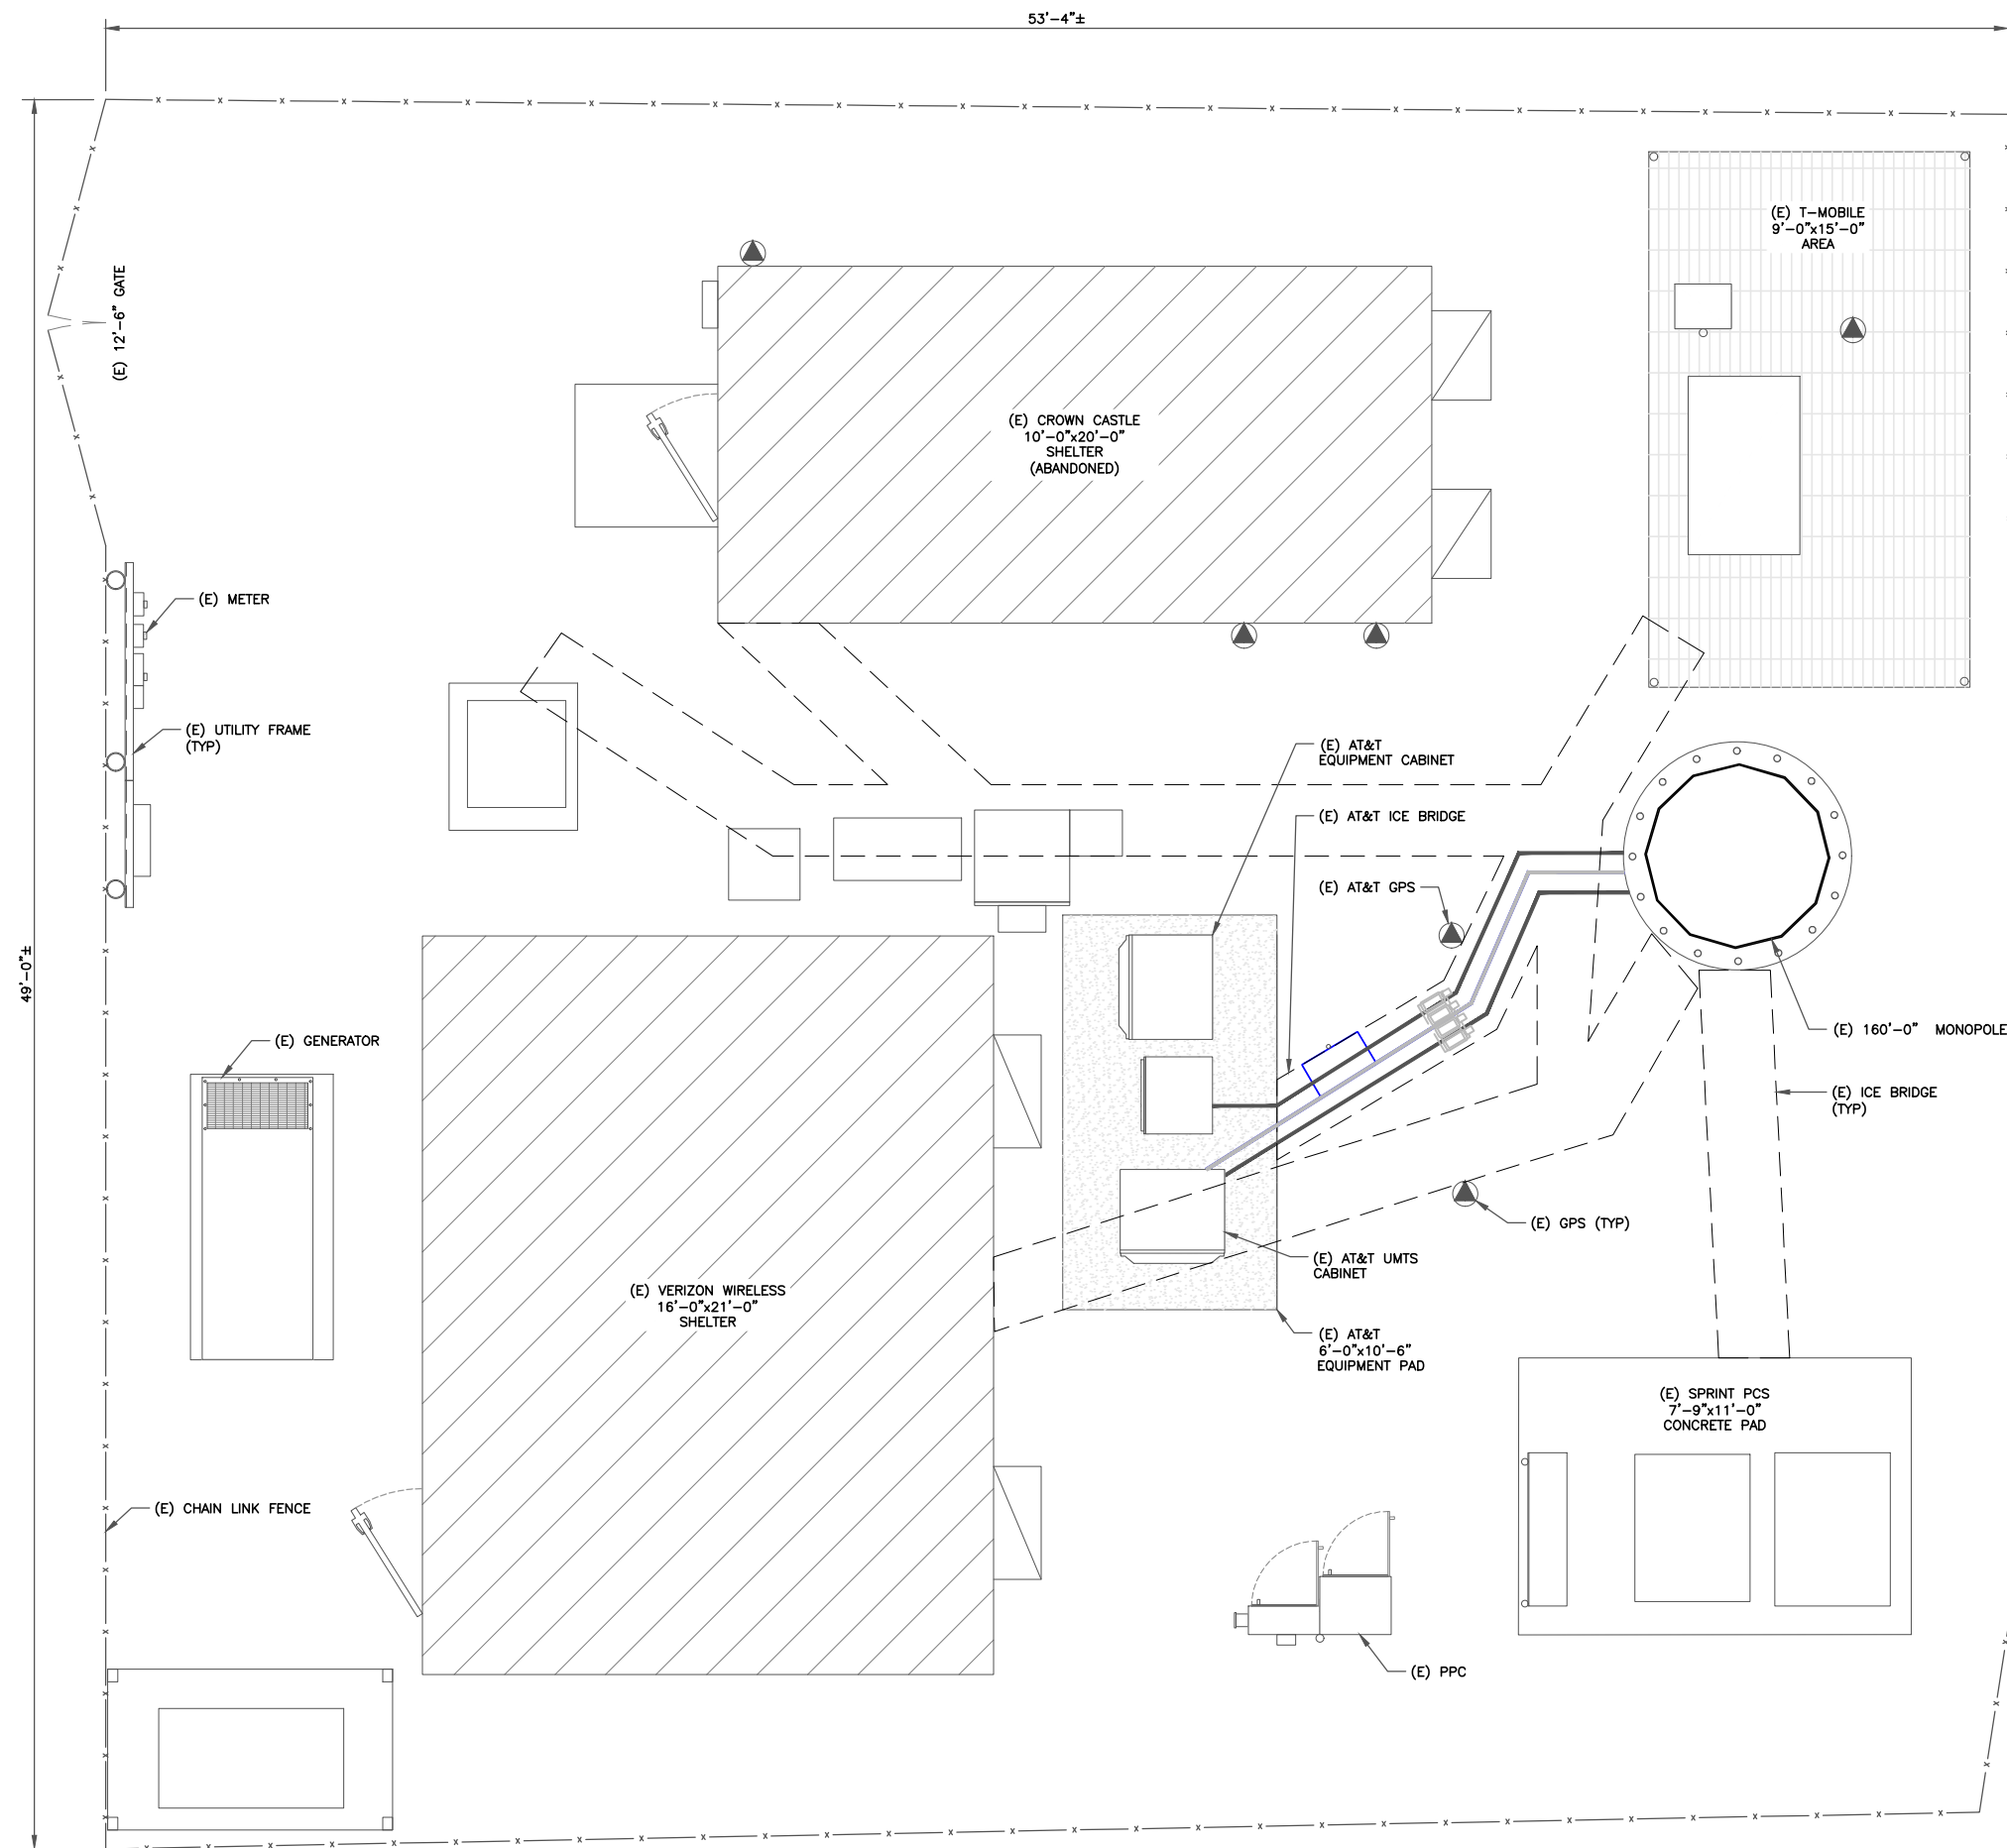 53'-4"±
(E) T-MOBILE
9'-0"x15'-0"
AREA
(E) 12'-6" GATE
(E) CROWN CASTLE
10'-0"x20'-0"
SHELTER
(ABANDONED)
(E) METER
(E) UTILITY FRAME
(TYP)
(E) AT&T
EQUIPMENT CABINET
(E) AT&T ICE BRIDGE
(E) AT&T GPS
49'-0"±
(E) GENERATOR
(E) 160'-0" MONOPOLE
(E) ICE BRIDGE
(TYP)
(E) GPS (TYP)
(E) AT&T UMTS
CABINET
(E) VERIZON WIRELESS
16'-0"x21'-0"
SHELTER
(E) AT&T
6'-0"x10'-6"
EQUIPMENT PAD
(E) SPRINT PCS
7'-9"x11'-0"
CONCRETE PAD
(E) CHAIN LINK FENCE
(E) PPC